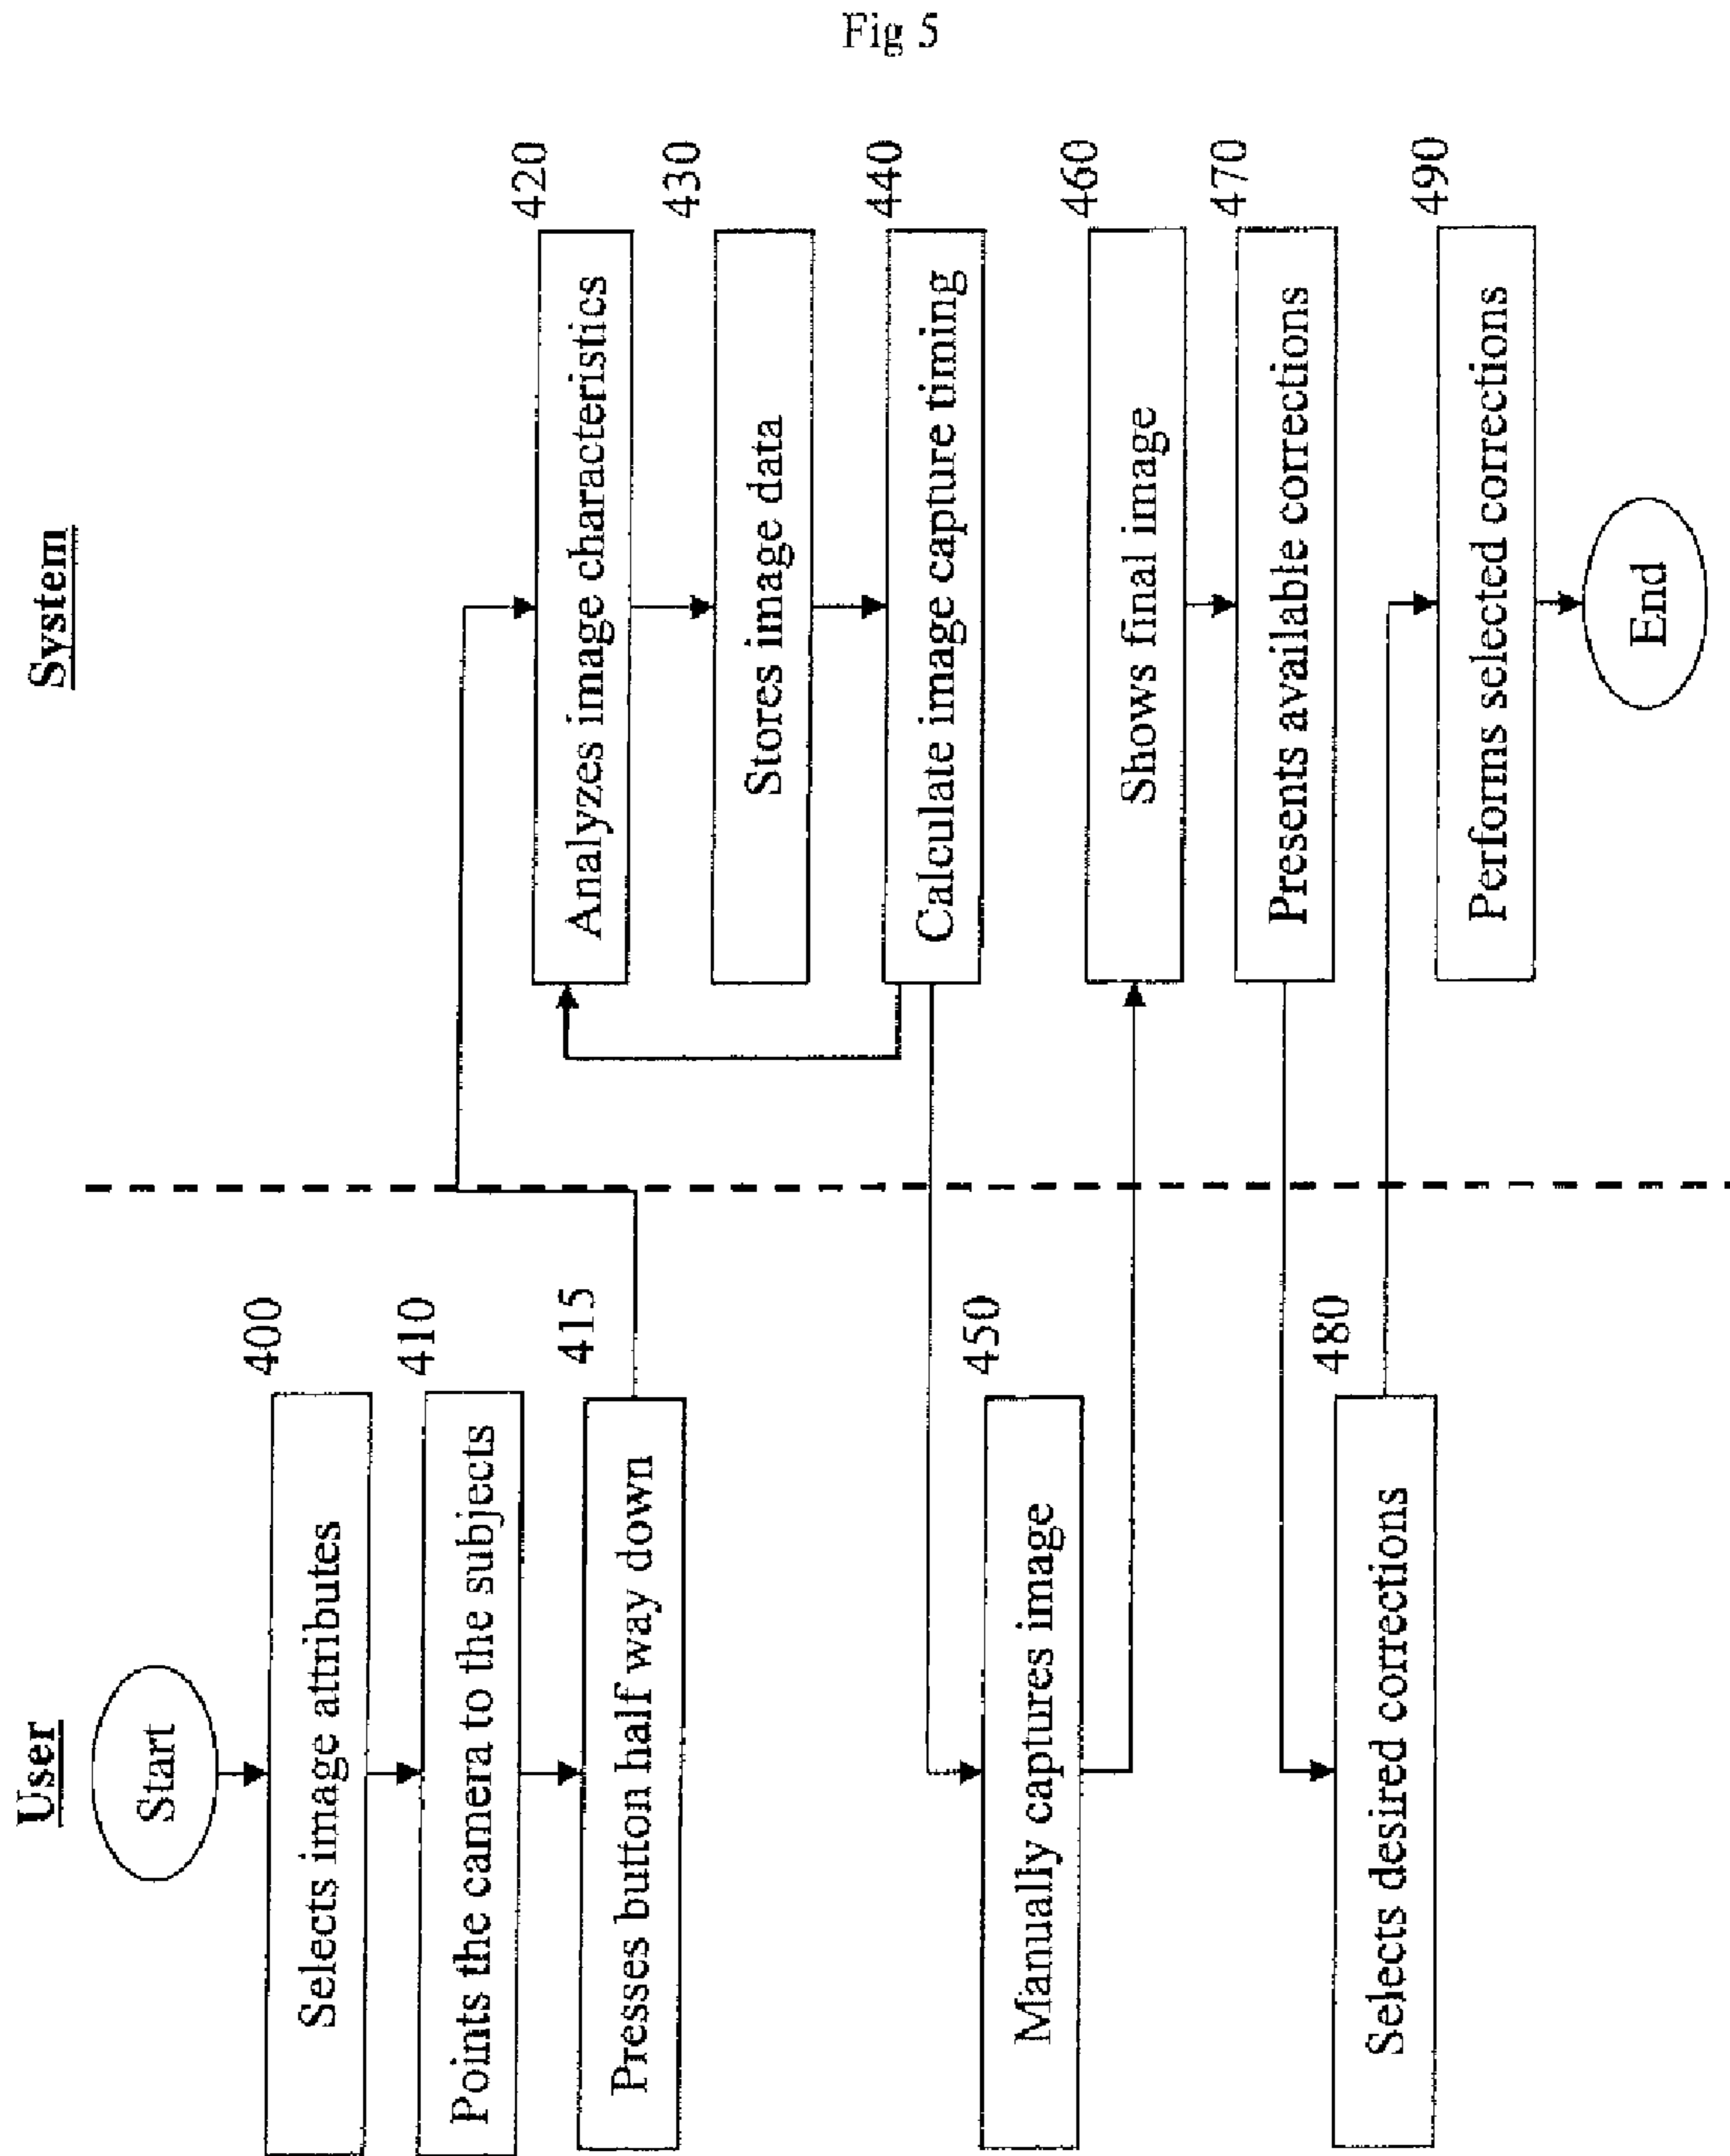 Fig 5
User
System
Start
400
Selects image attributes
410
Points the camera to the subjects
415
Presses button half way down
420
Analyzes image characteristics
430
Stores image data
440
Calculate image capture timing
450
Manually captures image
460
Shows final image
470
Presents available corrections
480
Selects desired corrections
490
Perfoms selected corrections
End